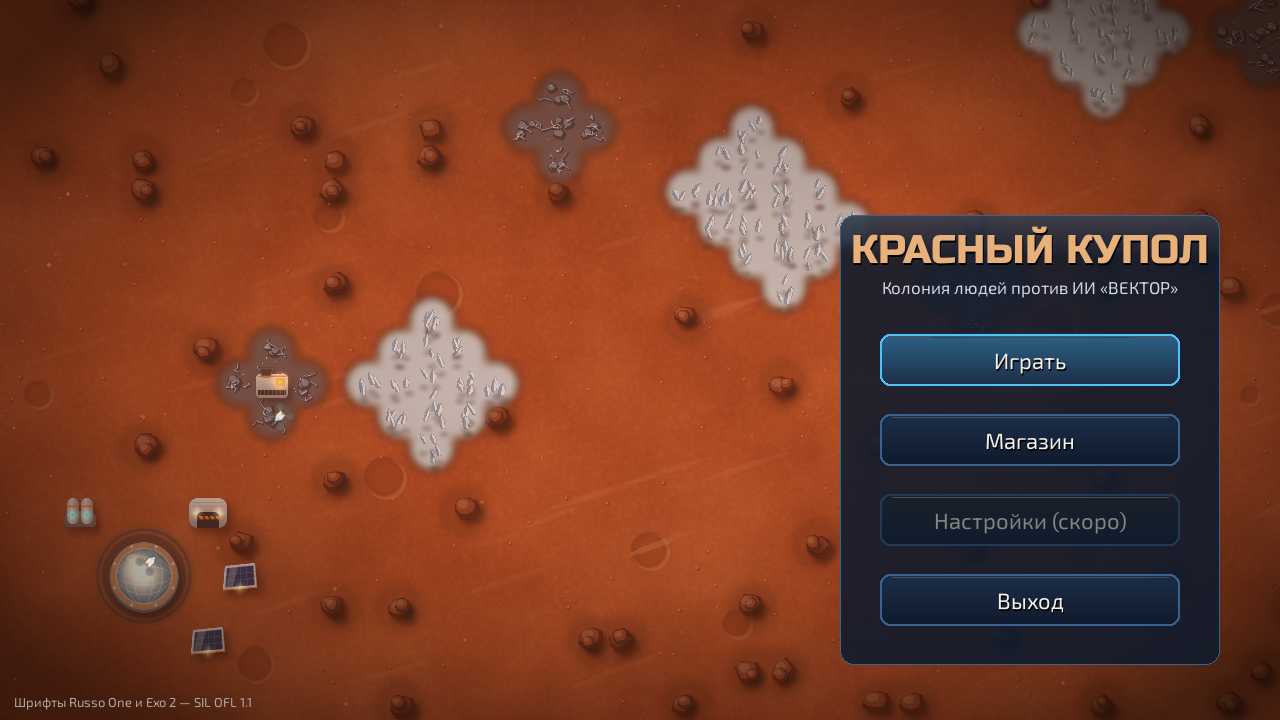 КРАСНЫЙ КУПОЛ
Колония людей против ИИ «ВЕКТОР»
Играть
Магазин
Настройки (скоро)
Выход
Шрифты Russo One и Exo 2 — SIL OFL 1.1